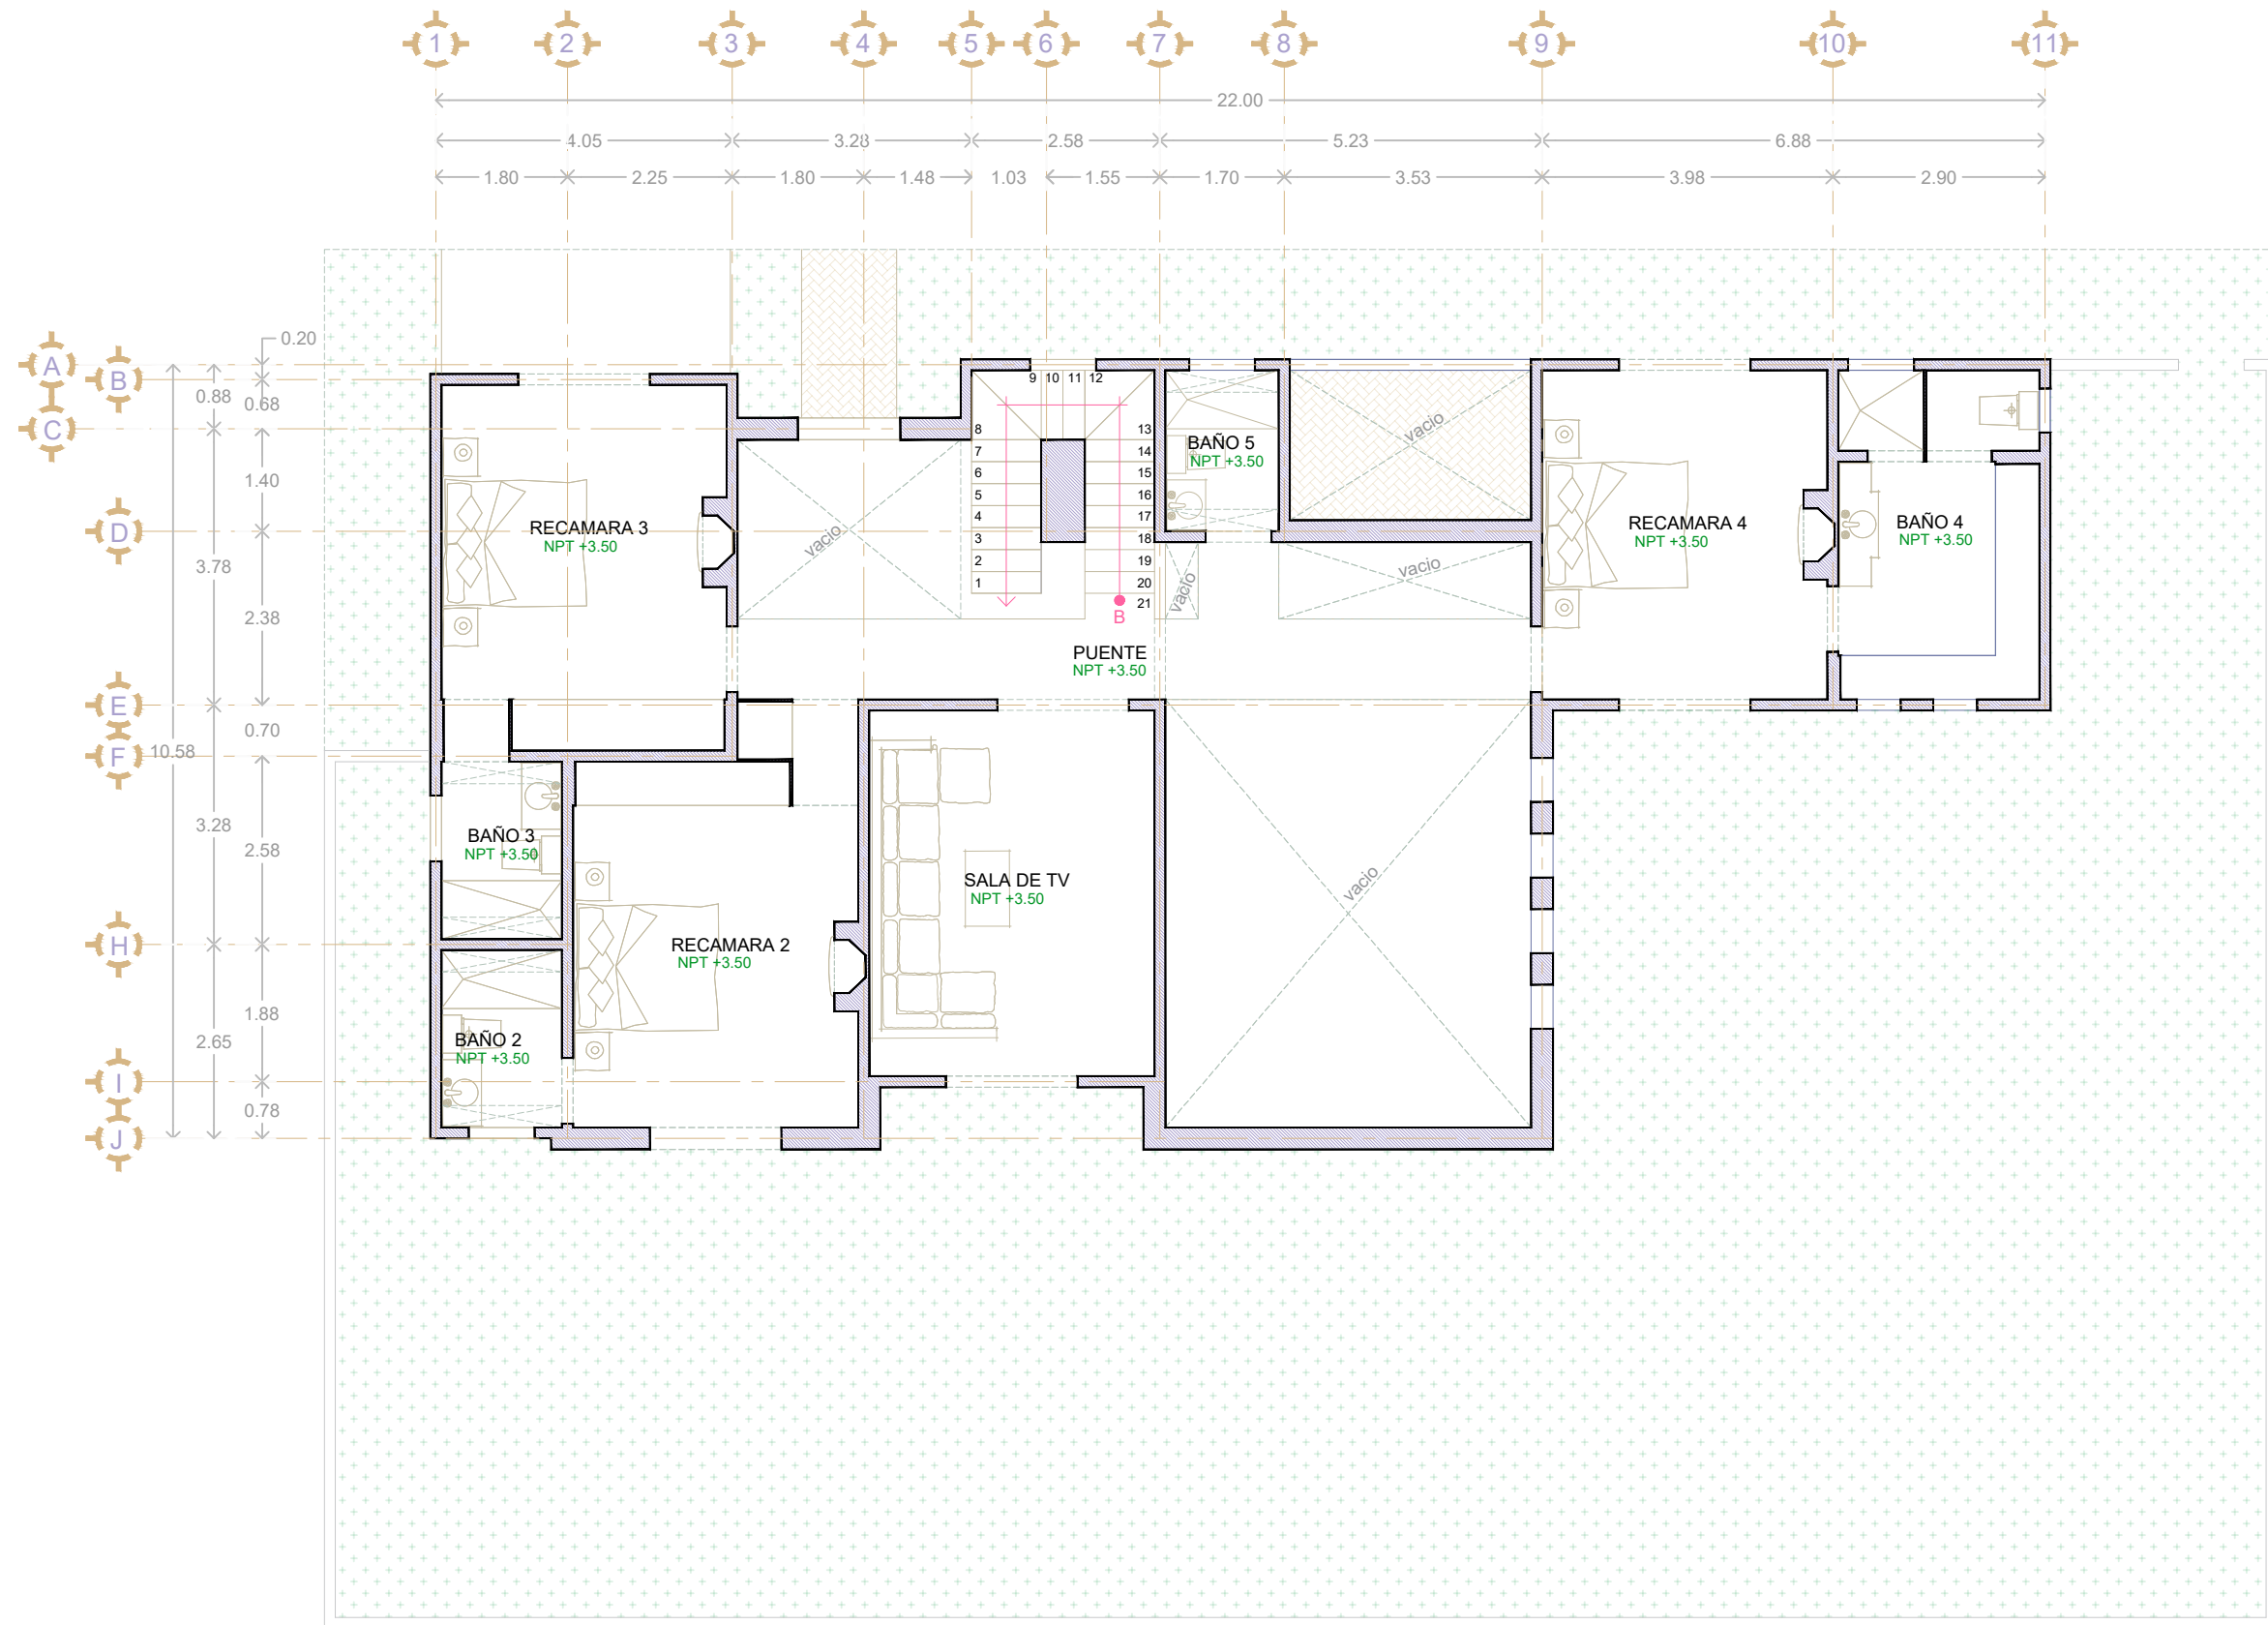 1 2 3 4 5 6 7 8 9 10 11
22.00
4.05 3.28 2.58 5.23 6.88
1.80 2.25 1.80 1.48 1.03 1.55 1.70 3.53 3.98 2.90
0.20
A
B
0.88
0.68
C
9 10 11 12
8 13
7 14
6 15
5 16
4 17
3 18
2 19
1 20
21
B
BAÑO 5
NPT +3.50
vacio
1.40
D
RECAMARA 3
NPT +3.50
vacio
RECAMARA 4
NPT +3.50
BAÑO 4
NPT +3.50
3.78
vacio
vacio
2.38
PUENTE
NPT +3.50
E
0.70
F
10.58
3.28
2.58
BAÑO 3
NPT +3.50
SALA DE TV
NPT +3.50
vacio
H
RECAMARA 2
NPT +3.50
1.88
2.65
BAÑO 2
NPT +3.50
I
0.78
J